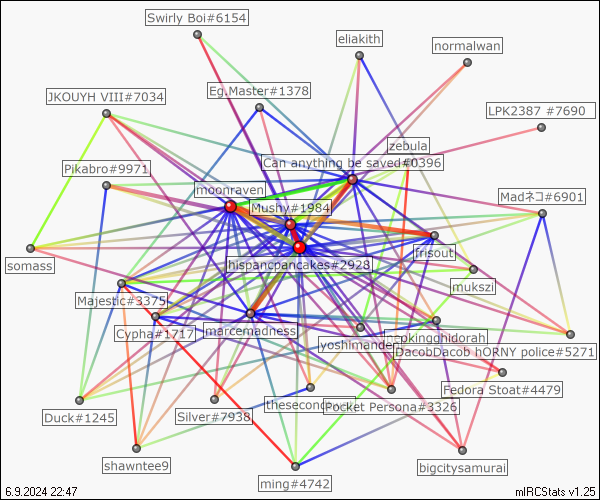 Swirly Boi#6154
eliakith
normalwan
Eg.Master#1378
JKOUYH VIII#7034
LPK2387 #7690
zebula
Can anything be saved#0396
Pikabro#9971
moonraven
Madネコ#6901
Mushy#1984
frisout
somass
hispancpancakes#2928
mukszi
Majestic#3375
Cypha#1717
marcemadness
yoshimander
DacobDacob hORNY police#5271
Fedora Stoat#4479
Duck#1245
Silver#7938
Pocket Persona#3326
shawntee9
bigcitysamurai
ming#4742
6.9.2024 22:47
mIRCStats v1.25